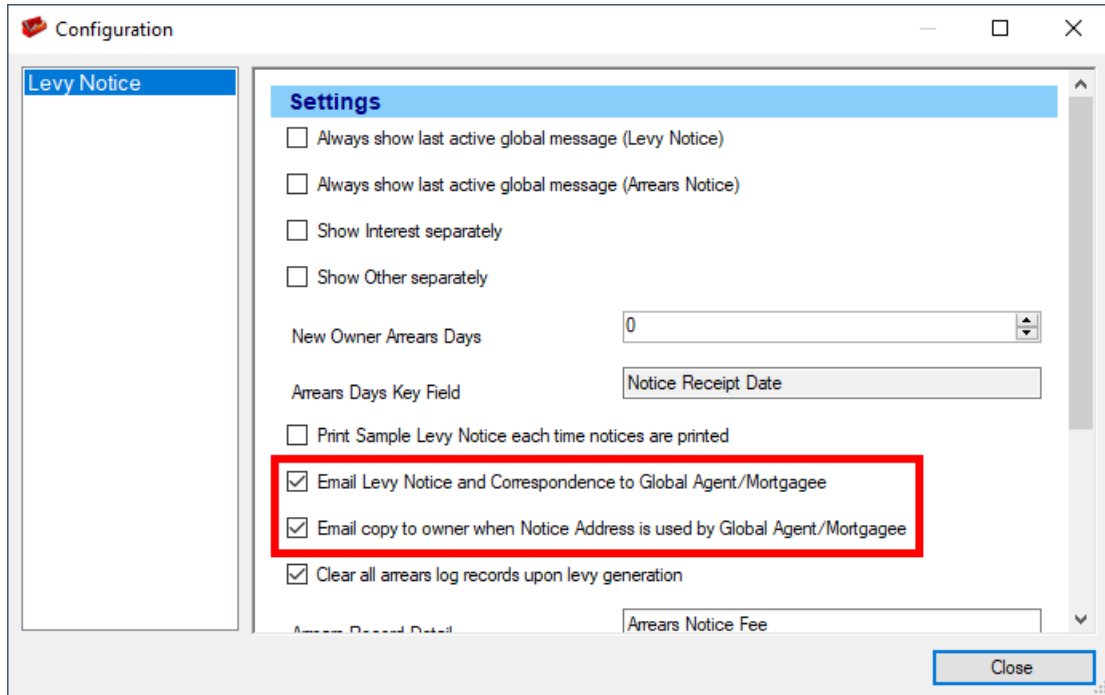 Configuration
Levy Notice
Settings
Always show last active global message (Levy Notice)
Always show last active global message (Arrears Notice)
Show Interest separately
Show Other separately
New Owner Arrears Days 0
Arrears Days Key Field Notice Receipt Date
Print Sample Levy Notice each time notices are printed
Email Levy Notice and Correspondence to Global Agent/Mortgagee
Email copy to owner when Notice Address is used by Global Agent/Mortgagee
Clear all arrears log records upon levy generation
Arrears Record Detail Arrears Notice Fee
Close